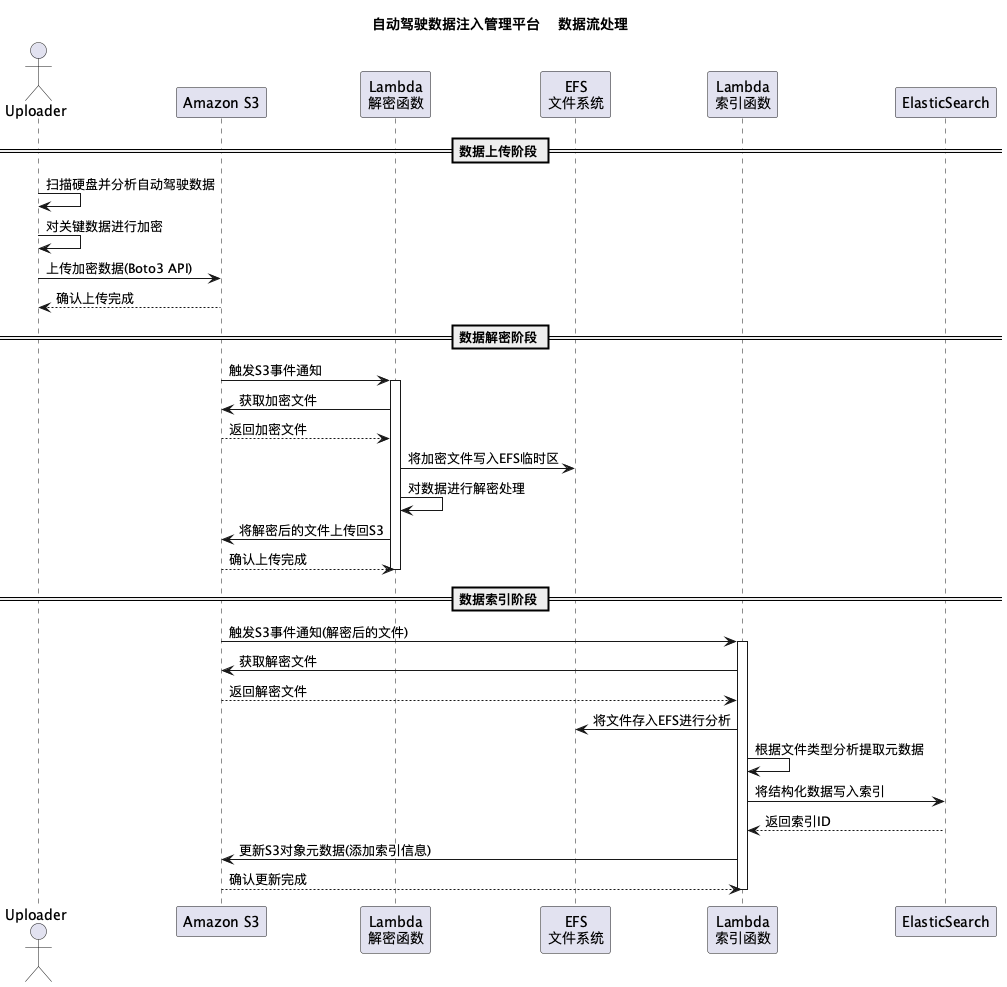 自动驾驶数据注入管理平台 数据流处理
Uploader
Amazon S3
Lambda
解密函数
EFS
文件系统
Lambda
索引函数
ElasticSearch
数据上传阶段
扫描硬盘并分析自动驾驶数据
对关键数据进行加密
上传加密数据(Boto3 API)
确认上传完成
数据解密阶段
触发S3事件通知
获取加密文件
返回加密文件
将加密文件写入EFS临时区
对数据进行解密处理
将解密后的文件上传回S3
确认上传完成
数据索引阶段
触发S3事件通知(解密后的文件)
获取解密文件
返回解密文件
将文件存入EFS进行分析
根据文件类型分析提取元数据
将结构化数据写入索引
返回索引ID
更新S3对象元数据(添加索引信息)
确认更新完成
Uploader
Amazon S3
Lambda
解密函数
EFS
文件系统
Lambda
索引函数
ElasticSearch